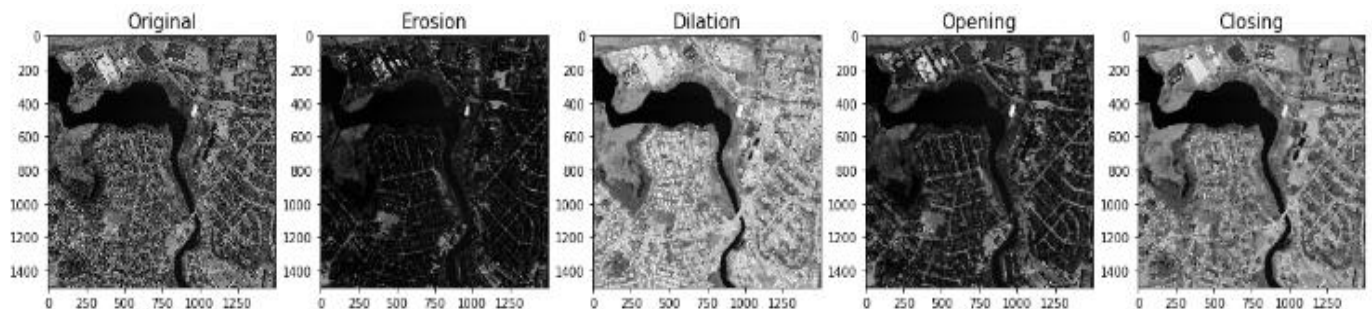 Original Erosion Dilation Opening Closing
0 0 0 0 0
200 200 200 200 200
400 400 400 400 400
600 600 600 600 600
800 800 800 800 800
1000 1000 1000 1000 1000
1200 1200 1200 1200 1200
1400 1400 1400 1400 1400
0 250 500 750 1000 1250 0 250 500 750 1000 1250 0 250 500 750 1000 1250 0 250 500 750 1000 1250 0 250 500 750 1000 1250